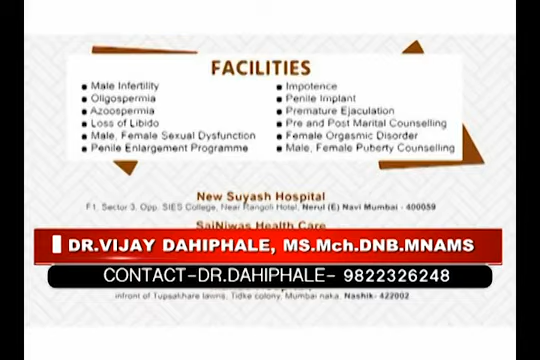 FACILITIES
Male Infertility
Oligospermia
Azoospermia
Loss of Libido
Male, Female Sexual Dysfunction
Penile Enlargement Programme
Impotence
Penile Implant
Premature Ejaculation
Pre and Post Marital Counselling
Female Orgasmic Disorder
Male, Female Puberty Counselling
New Suyash Hospital
F1, Sector 3, Opp. SIES College, Near Rangoli Hotel, Nerul (E) Navi Mumbai - 400059
SaiNiwas Health Care
DR.VIJAY DAHIPHALE, MS.Mch.DNB.MNAMS
CONTACT-DR.DAHIPHALE- 9822326248
infront of Tupsakhare lawns, Tidke colony, Mumbai naka, Nashik- 422002